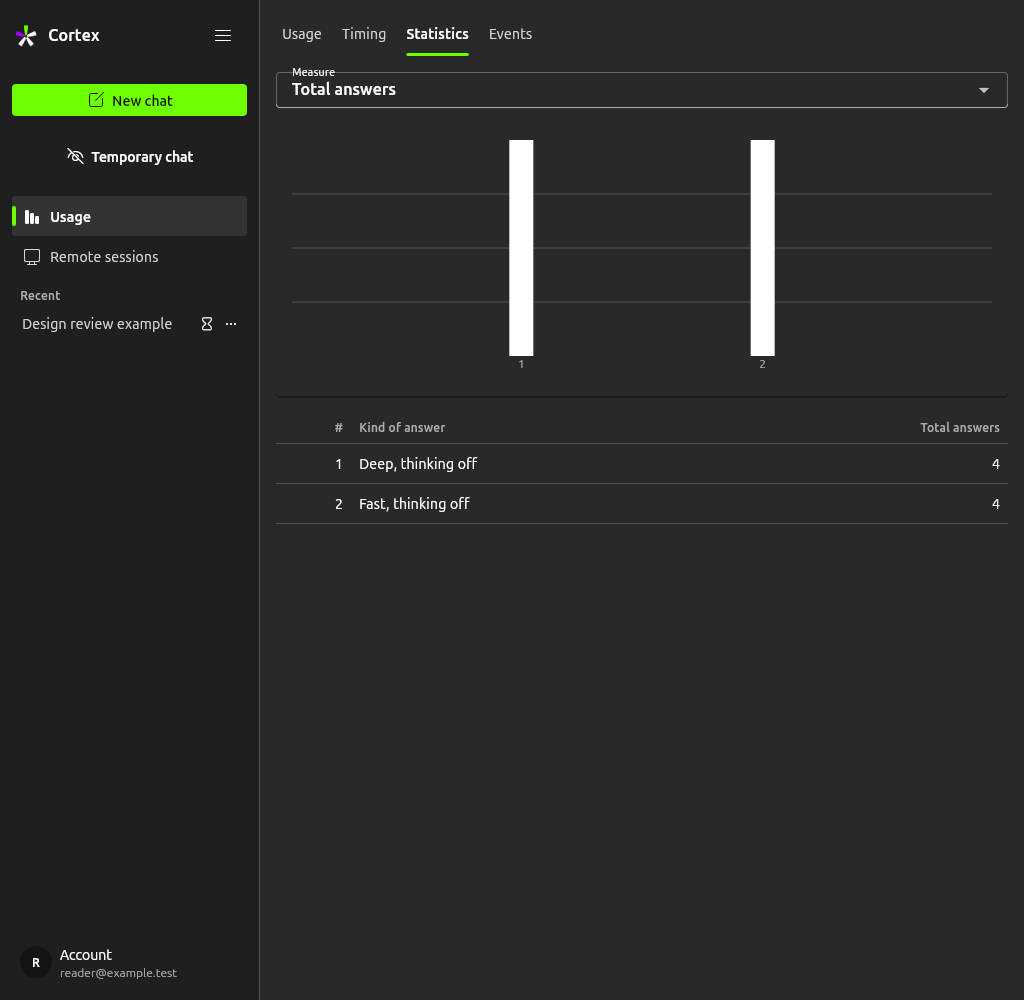 Cortex
New chat
Temporary chat
Usage
Remote sessions
Recent
Design review example
Account
R
reader@example.test
Usage Timing Statistics Events
Measure
Total answers
1 2
# Kind of answer Total answers
1 Deep, thinking off 4
2 Fast, thinking off 4